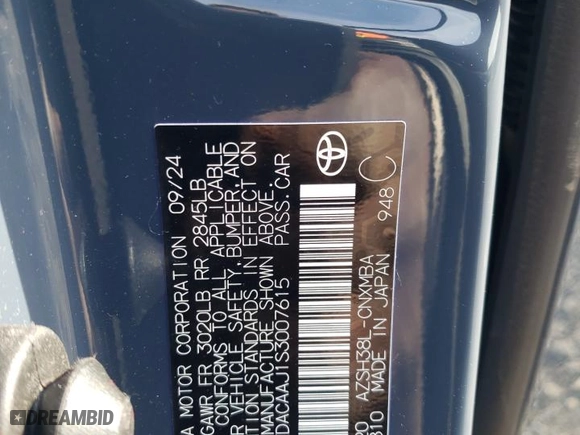 A MOTOR CORPORATION 09/24
GAWR FR 3020LB RR 2845LB
CONFORMS TO ALL APPLICABLE
VEHICLE SAFETY, BUMPER, AND
STANDARDS IN EFFECT ON
MANUFACTURE SHOWN ABOVE.
DACAAJ1S3007615 PASS.CAR
AZSH38L-CNXMBA
810 MADE IN JAPAN 948
C
DREAMBID